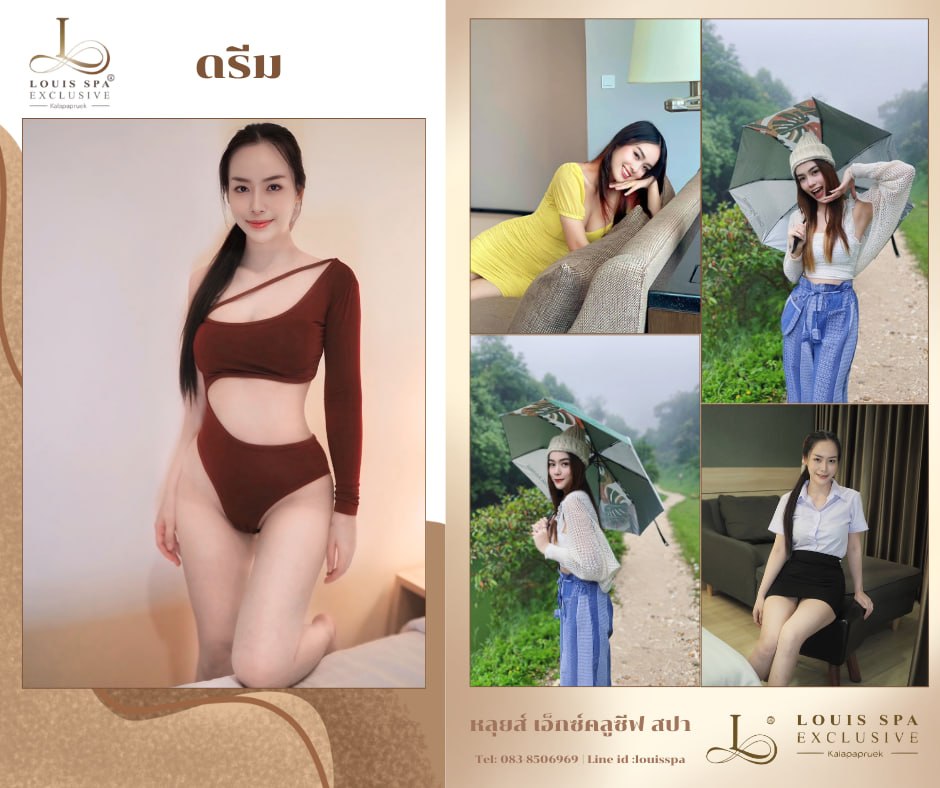 L
LOUIS SPA®
EXCLUSIVE
Kalapapruek
ดรีม
หลุยส์ เอ็กซ์คลูซีฟ สปา
Tel: 083-8506969 | Line id :louisspa
L ®
LOUIS SPA
EXCLUSIVE
Kalapapruek